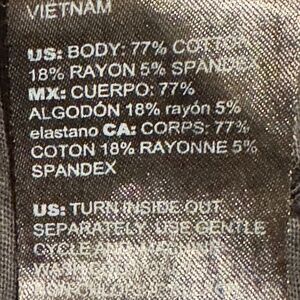 VIETNAM
US: BODY: 77% COTTON
18% RAYON 5% SPANDEX
MX: CUERPO: 77%
ALGODÓN 18% rayón 5%
elastano CA: CORPS: 77%
COTON 18% RAYONNE 5%
SPANDEX
US: TURN INSIDE OUT
SEPARATELY. USE GENTLE
CYCLE AND